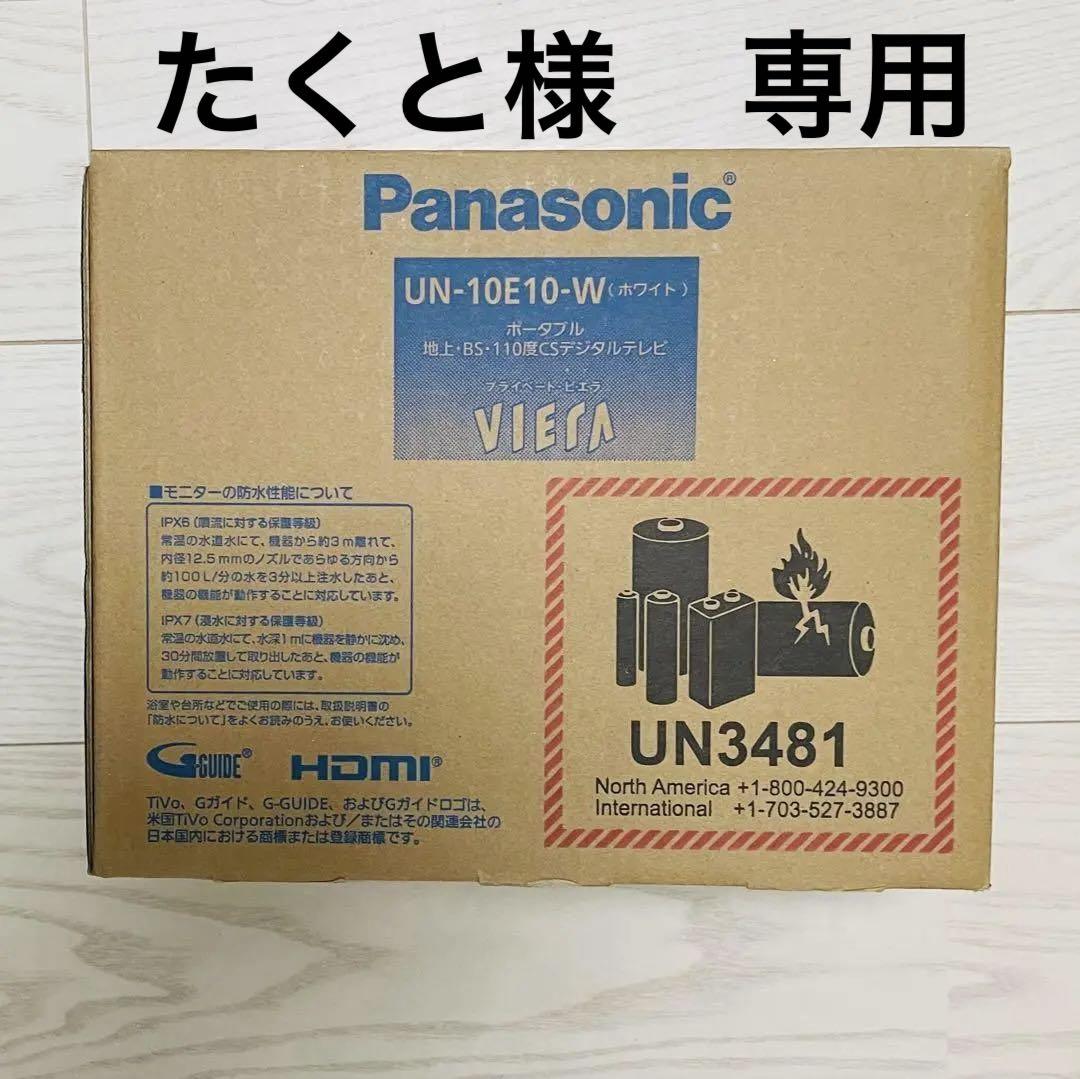 たくと様　専用
Panasonic®
UN-10E10-W（ホワイト）
ポータブル
地上・BS・110度CSデジタルテレビ
プライベート・ビエラ
VIERA
■モニターの防水性能について
IPX6（噴流に対する保護等級）
常温の水道水にて、機器から約3m離れて、
内径12.5mmのノズルであらゆる方向から
約100L/分の水を3分以上注水したあと、
機器の機能が動作することに対応しています。
IPX7（浸水に対する保護等級）
常温の水道水にて、水深1mに機器を静かに沈め、
30分間放置して取り出したあと、機器の機能が
動作することに対応しています。
浴室や台所などでご使用の際には、取扱説明書の
「防水について」をよくお読みのうえ、お使いください。
G-GUIDE® HDMI®
TiVo、Gガイド、G-GUIDE、およびGガイドロゴは、
米国TiVo Corporationおよび／またはその関連会社の
日本国内における商標または登録商標です。
UN3481
North America +1-800-424-9300
International +1-703-527-3887